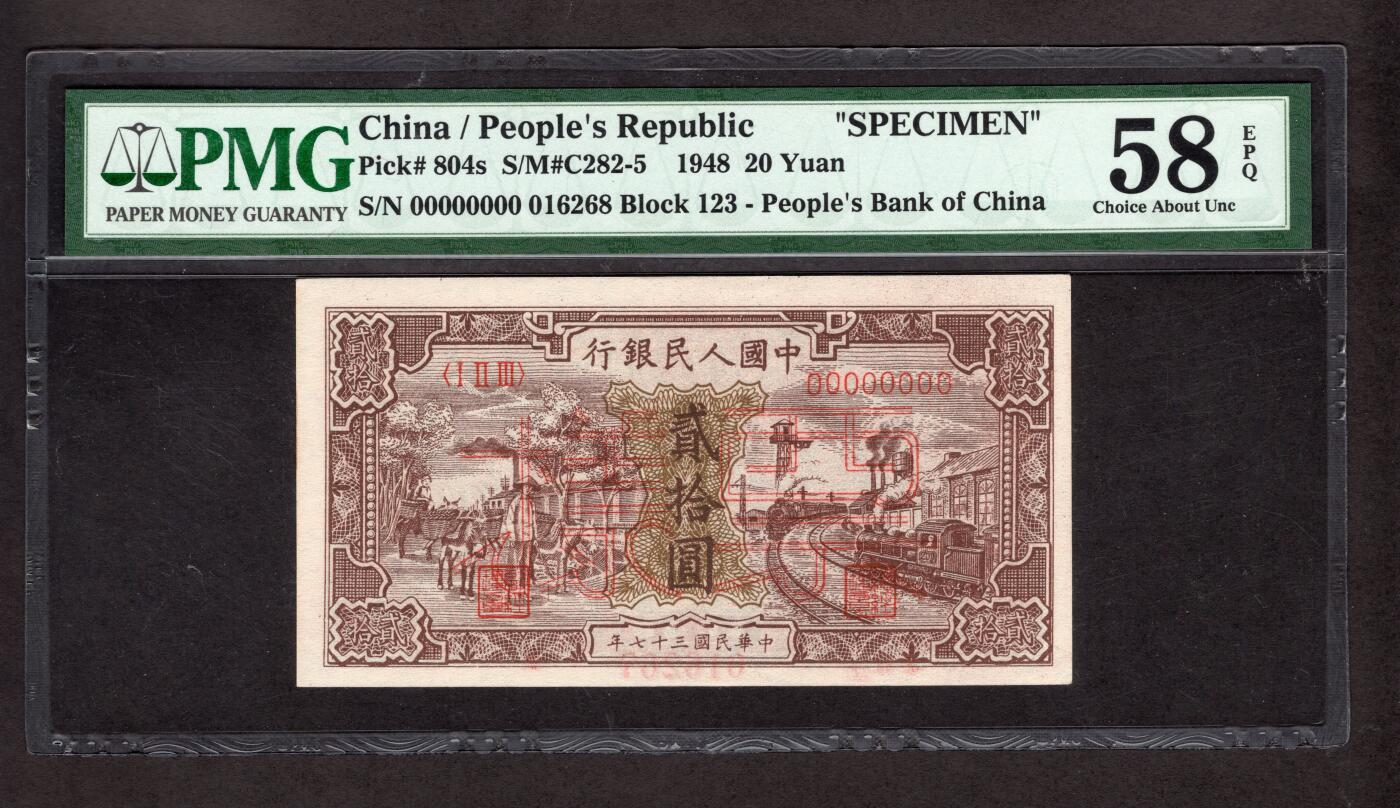 PMG
PAPER MONEY GUARANTY
China / People's Republic "SPECIMEN"
Pick# 804s S/M#C282-5 1948 20 Yuan
S/N 00000000 016268 Block 123 - People's Bank of China
58
EPQ
Choice About Unc
貳拾
貳拾
行銀民人國中
〈I II III〉
00000000
票樣
貳拾圓
年七十三國民華中
拾貳
拾貳